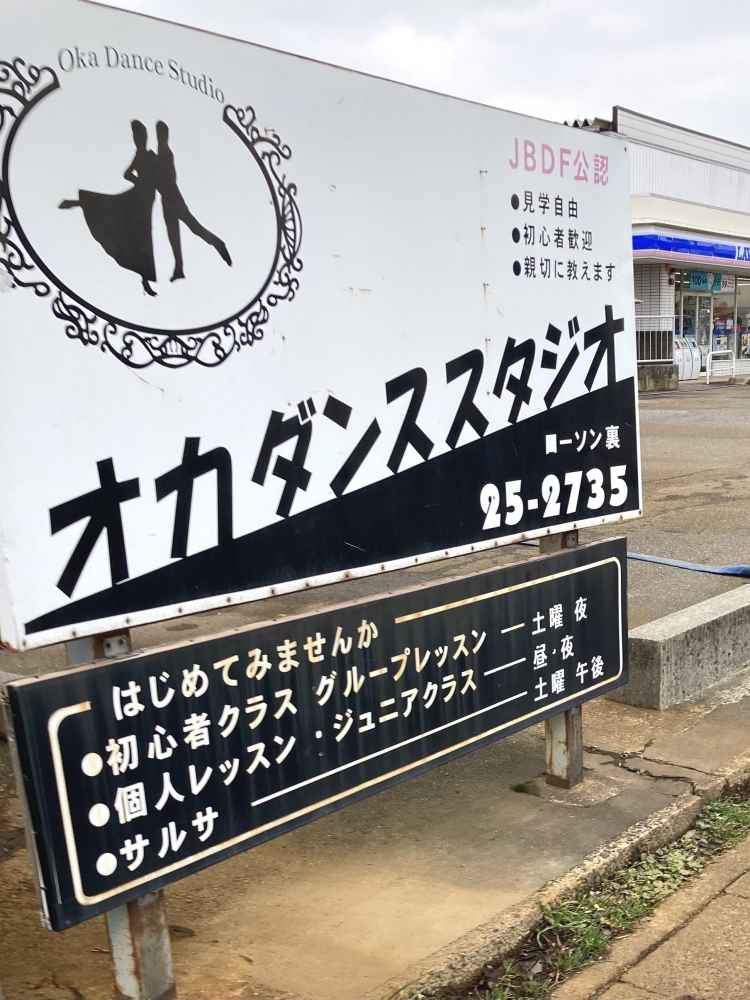 Oka Dance Studio
JBDF公認
●見学自由
●初心者歓迎
●親切に教えます
オカダンススタジオ
ローソン裏
25-2735
はじめてみませんか
●初心者クラス グループレッスン — 土曜 夜
●個人レッスン・ジュニアクラス — 昼・夜
●サルサ — 土曜 午後